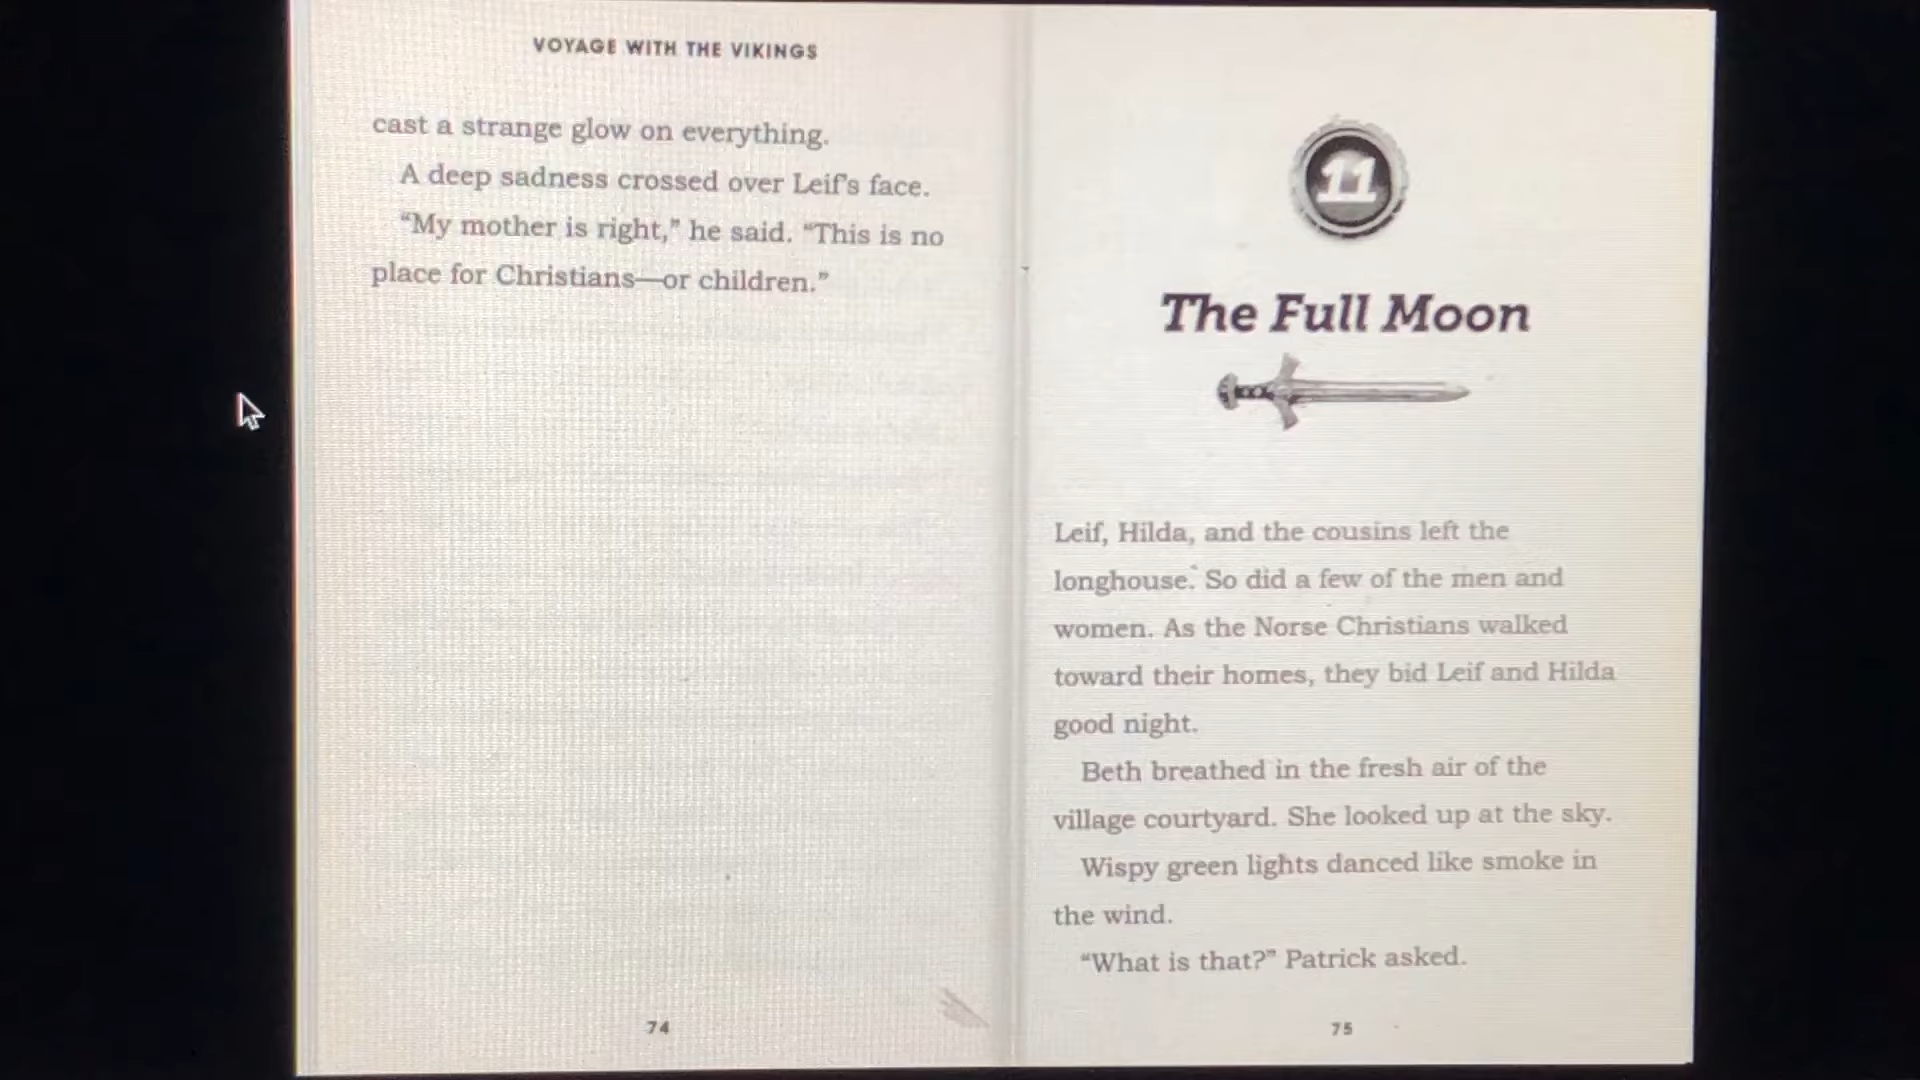 VOYAGE WITH THE VIKINGS
cast a strange glow on everything.
A deep sadness crossed over Leif's face.
“My mother is right,” he said. “This is no
place for Christians—or children.”
74
11
The Full Moon
Leif, Hilda, and the cousins left the
longhouse. So did a few of the men and
women. As the Norse Christians walked
toward their homes, they bid Leif and Hilda
good night.
Beth breathed in the fresh air of the
village courtyard. She looked up at the sky.
Wispy green lights danced like smoke in
the wind.
“What is that?” Patrick asked.
75